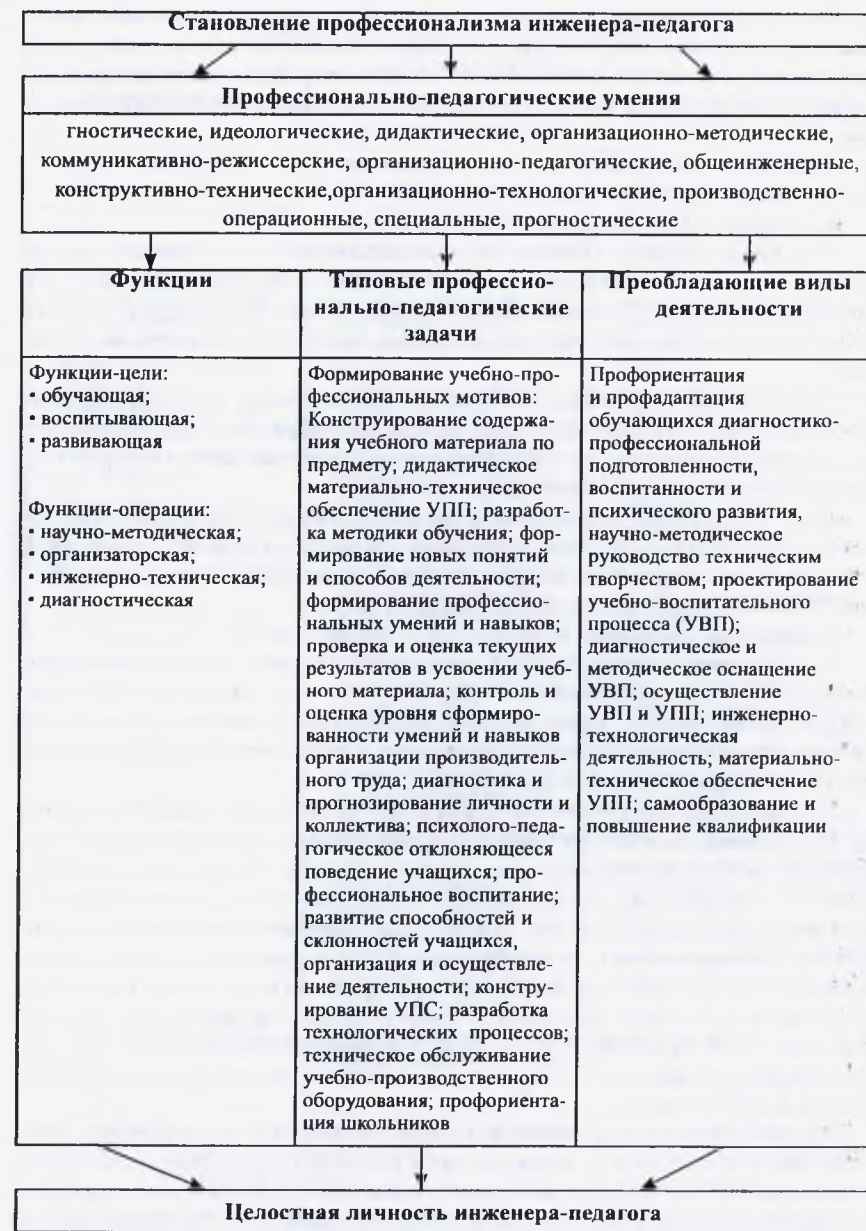 Становление профессионализма инженера-педагога
Профессионально-педагогические умения
гностические, идеологические, дидактические, организационно-методические,
коммуникативно-режиссерские, организационно-педагогические, общеинженерные,
конструктивно-технические,организационно-технологические, производственно-
операционные, специальные, прогностические
Функции
Функции-цели:
• обучающая;
• воспитывающая;
• развивающая
Функции-операции:
• научно-методическая;
• организаторская;
• инженерно-техническая;
• диагностическая
Типовые профессио-
нально-педагогические
задачи
Формирование учебно-про-
фессиональных мотивов:
Конструирование содержа-
ния учебного материала по
предмету; дидактическое
материально-техническое
обеспечение УПП; разработ-
ка методики обучения; фор-
мирование новых понятий
и способов деятельности;
формирование профессио-
нальных умений и навыков;
проверка и оценка текущих
результатов в усвоении учеб-
ного материала; контроль и
оценка уровня сформиро-
ванности умений и навыков
организации производитель-
ного труда; диагностика и
прогнозирование личности и
коллектива; психолого-педа-
гогическое отклоняющееся
поведение учащихся; про-
фессиональное воспитание;
развитие способностей и
склонностей учащихся,
организация и осуществле-
ние деятельности; констру-
ирование УПС; разработка
технологических процессов;
техническое обслуживание
учебно-производственного
оборудования; профориента-
ция школьников
Преобладающие виды
деятельности
Профориентация
и профадаптация
обучающихся диагностико-
профессиональной
подготовленности,
воспитанности и
психического развития,
научно-методическое
руководство техническим
творчеством; проектирование
учебно-воспитательного
процесса (УВП);
диагностическое и
методическое оснащение
УВП; осуществление
УВП и УПП; инженерно-
технологическая
деятельность; материально-
техническое обеспечение
УПП; самообразование и
повышение квалификации
Целостная личность инженера-педагога